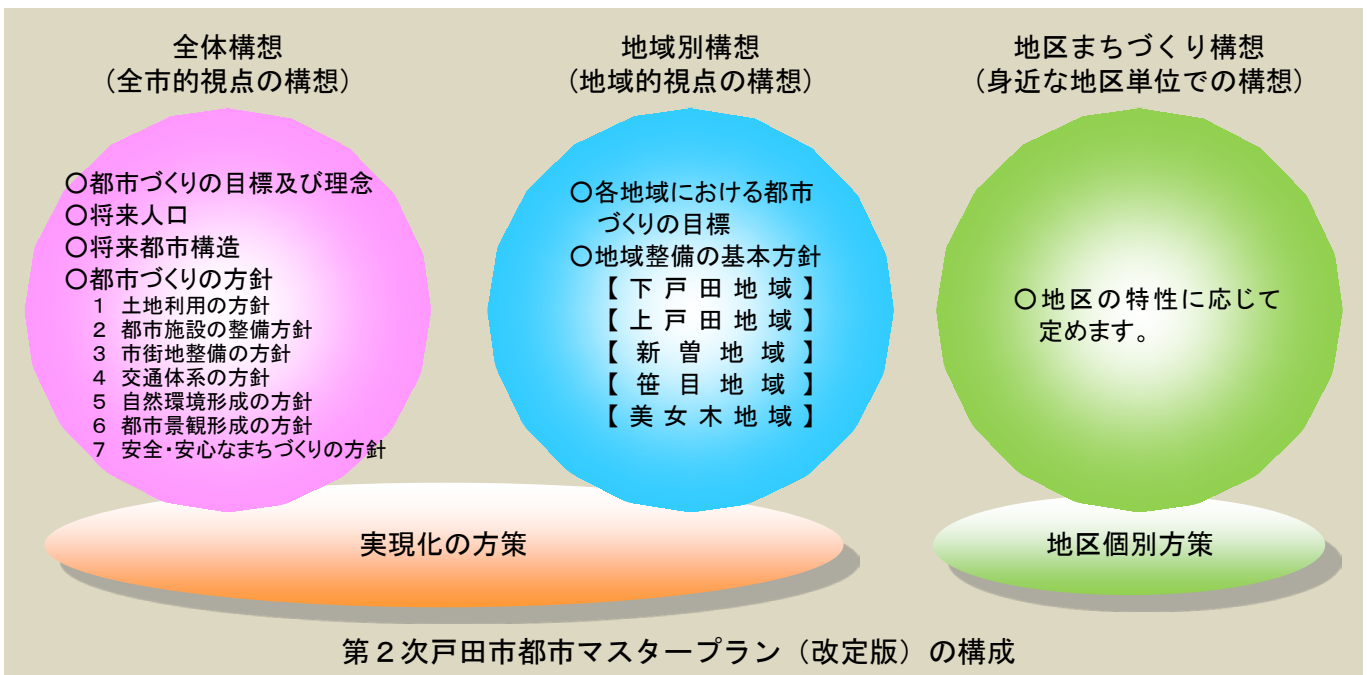 全体構想
（全市的視点の構想）
〇都市づくりの目標及び理念
〇将来人口
〇将来都市構造
〇都市づくりの方針
1 土地利用の方針
2 都市施設の整備方針
3 市街地整備の方針
4 交通体系の方針
5 自然環境形成の方針
6 都市景観形成の方針
7 安全・安心なまちづくりの方針
地域別構想
（地域的視点の構想）
〇各地域における都市
づくりの目標
〇地域整備の基本方針
【下戸田地域】
【上戸田地域】
【新曽地域】
【笹目地域】
【美女木地域】
地区まちづくり構想
（身近な地区単位での構想）
〇地区の特性に応じて
定めます。
実現化の方策
地区個別方策
第２次戸田市都市マスタープラン（改定版）の構成